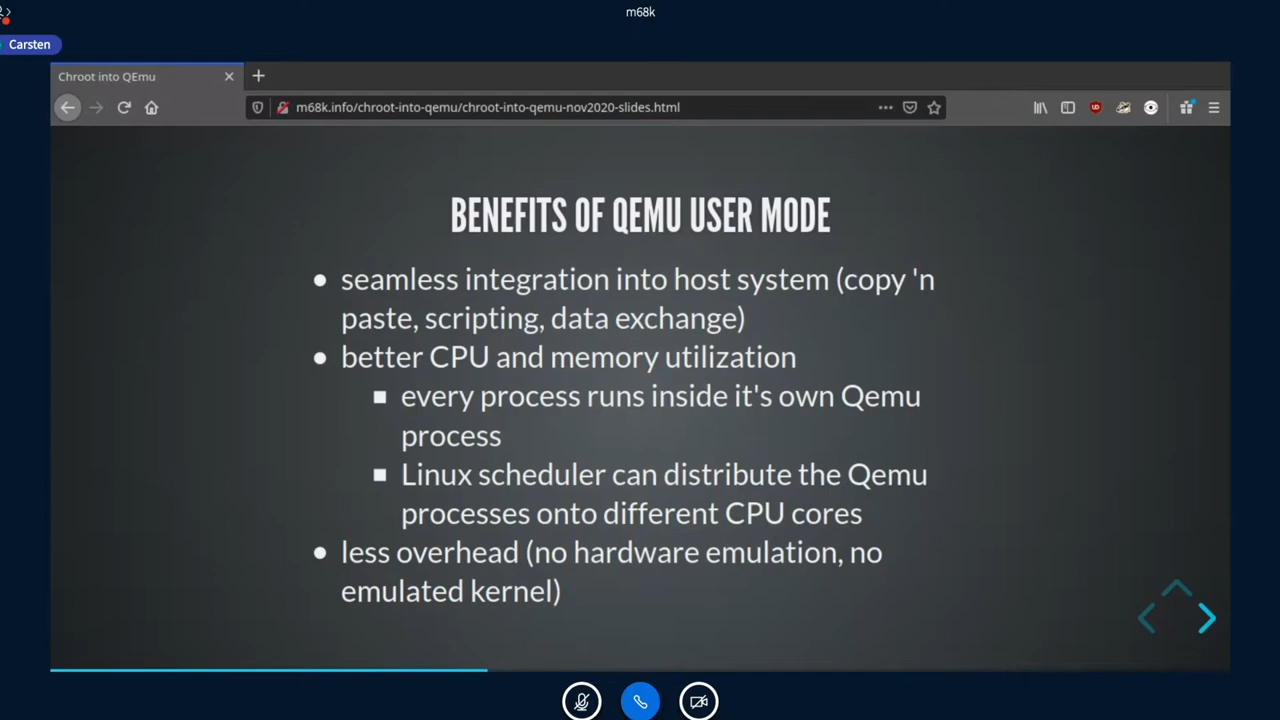 m68k
Carsten
Chroot into QEmu
m68k.info/chroot-into-qemu/chroot-into-qemu-nov2020-slides.html
BENEFITS OF QEMU USER MODE
seamless integration into host system (copy 'n
paste, scripting, data exchange)
better CPU and memory utilization
every process runs inside it's own Qemu
process
Linux scheduler can distribute the Qemu
processes onto different CPU cores
less overhead (no hardware emulation, no
emulated kernel)